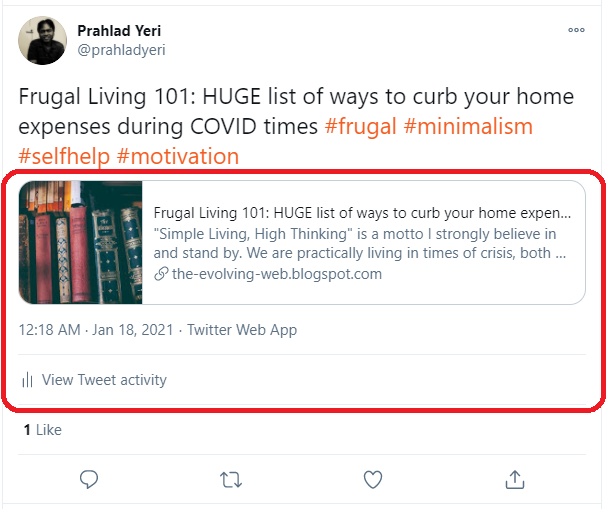 Prahlad Yeri
@prahladyeri
Frugal Living 101: HUGE list of ways to curb your home
expenses during COVID times #frugal #minimalism
#selfhelp #motivation
Frugal Living 101: HUGE list of ways to curb your home expen...
"Simple Living, High Thinking" is a motto I strongly believe in
and stand by. We are practically living in times of crisis, both ...
the-evolving-web.blogspot.com
12:18 AM · Jan 18, 2021 · Twitter Web App
View Tweet activity
1 Like